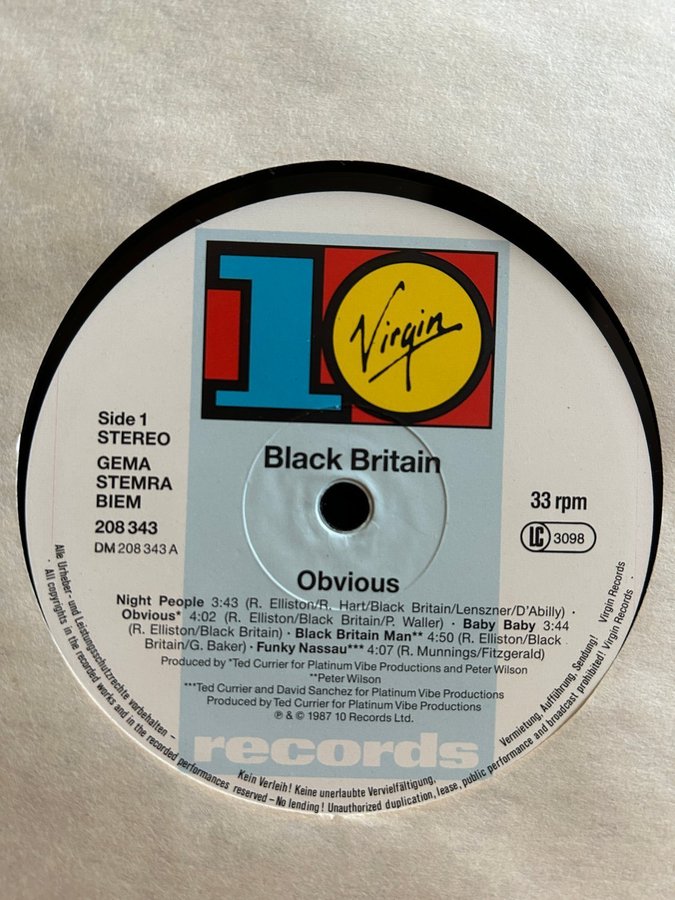 10
Virgin
Side 1
STEREO
GEMA
STEMRA
BIEM
208 343
DM 208 343 A
Black Britain
33 rpm
LC 3098
Obvious
Night People 3:43 (R. Elliston/R. Hart/Black Britain/Lenszner/D'Abilly) ·
Obvious* 4:02 (R. Elliston/Black Britain/P. Waller) · Baby Baby 3:44
(R. Elliston/Black Britain) · Black Britain Man** 4:50 (R. Elliston/Black
Britain/G. Baker) · Funky Nassau*** 4:07 (R. Munnings/Fitzgerald)
Produced by *Ted Currier for Platinum Vibe Productions and Peter Wilson
**Peter Wilson
***Ted Currier and David Sanchez for Platinum Vibe Productions
Produced by Ted Currier for Platinum Vibe Productions
℗ & © 1987 10 Records Ltd.
records
Alle Urheber- und Leistungsschutzrechte vorbehalten – Kein Verleih! Keine unerlaubte Vervielfältigung, Vermietung, Aufführung, Sendung! Virgin Records
· All copyrights in the recorded works and in the recorded performances reserved – No lending! Unauthorized duplication, lease, public performance and broadcast prohibited! Virgin Records ·